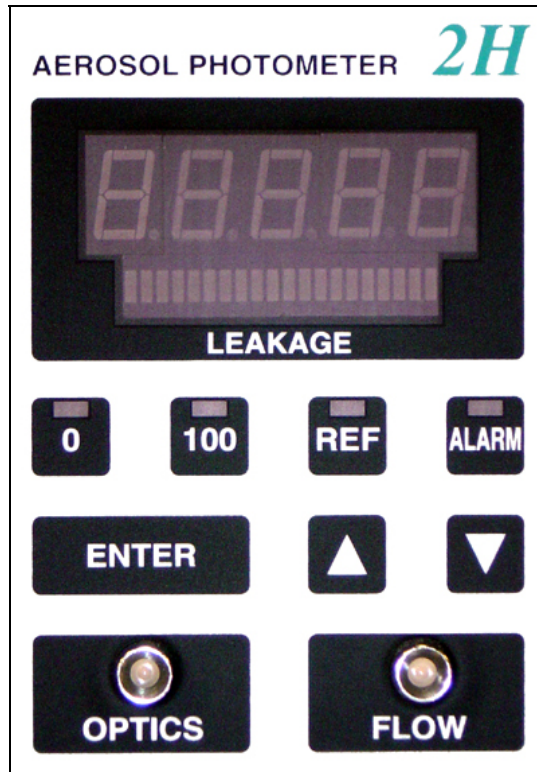 AEROSOL PHOTOMETER 2H
LEAKAGE
0 100 REF ALARM
ENTER
OPTICS FLOW